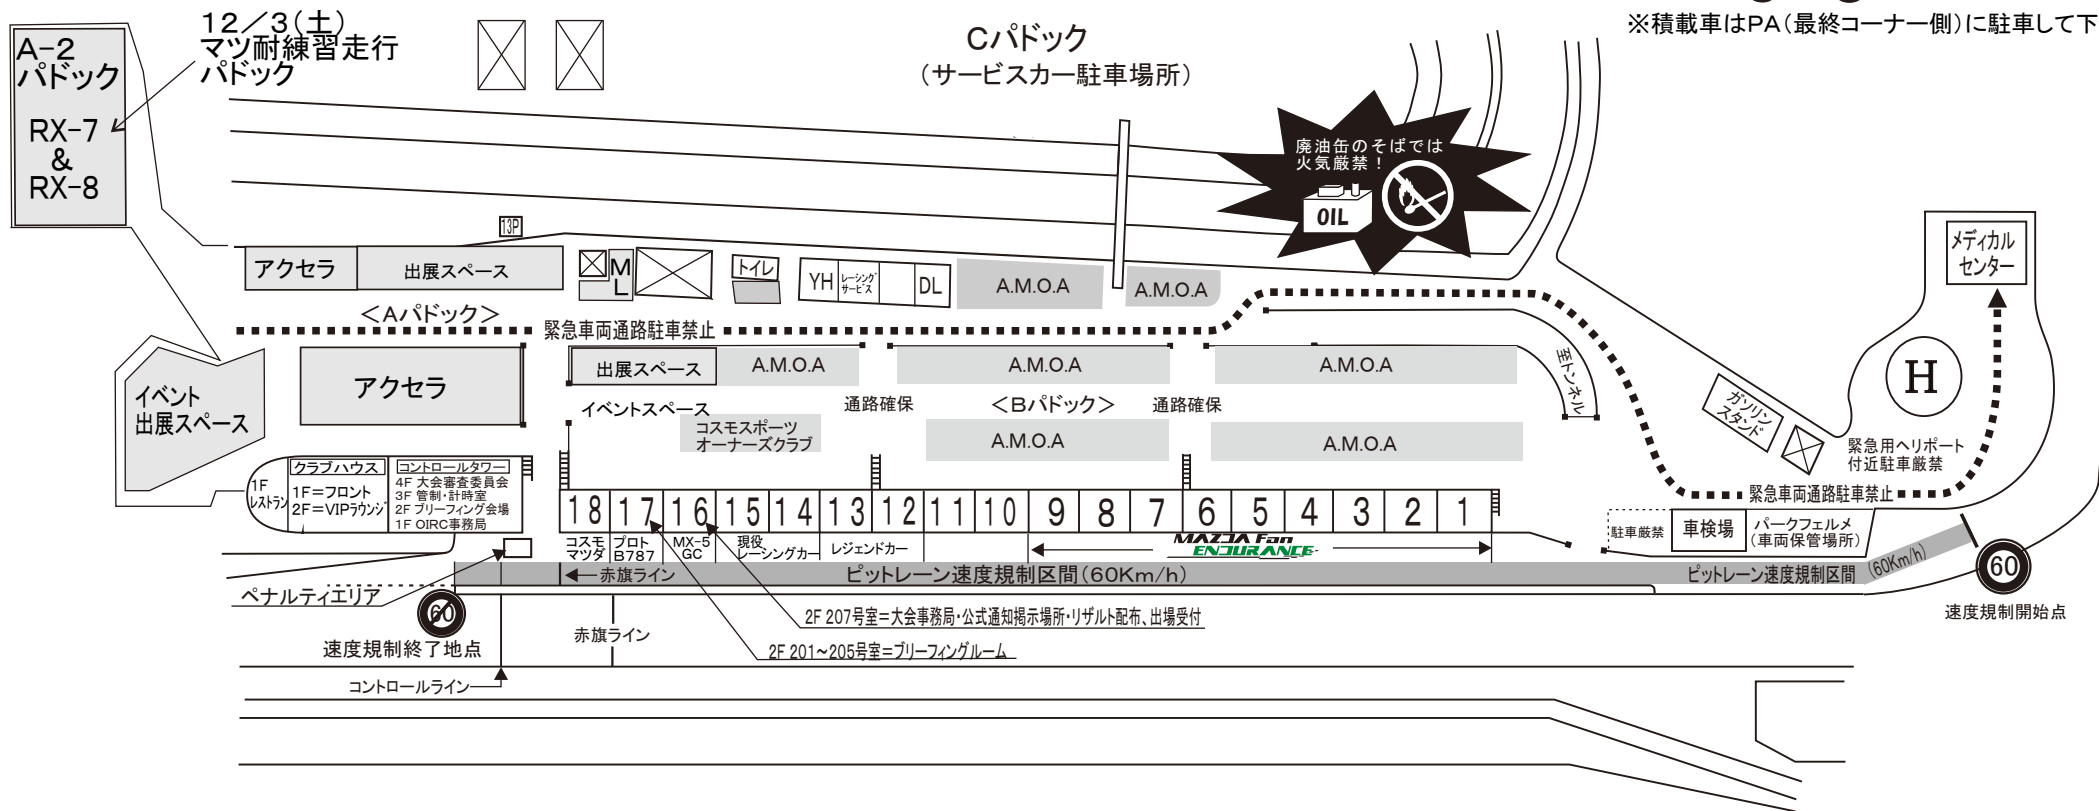 ※積載車はPA(最終コーナー側)に駐車して下
12/3(土)
マツ耐練習走行
パドック
A-2
パドック
RX-7
&
RX-8
Cパドック
(サービスカー駐車場所)
廃油缶のそばでは
火気厳禁!
OIL
13P
アクセラ
出展スペース
M
L
トイレ
YH
レーシング
サービス
DL
A.M.O.A
A.M.O.A
メディカル
センター
<Aパドック>
緊急車両通路駐車禁止
イベント
出展スペース
アクセラ
出展スペース
A.M.O.A
A.M.O.A
A.M.O.A
至トンネル
H
イベントスペース
通路確保
<Bパドック>
通路確保
コスモスポーツ
オーナーズクラブ
A.M.O.A
A.M.O.A
ガソリン
スタンド
緊急用ヘリポート
付近駐車厳禁
緊急車両通路駐車禁止
1F
レストラン
クラブハウス
1F=フロント
2F=VIPラウンジ
コントロールタワー
4F 大会審査委員会
3F 管制・計時室
2F ブリーフィング会場
1F OIRC事務局
18 17 16 15 14 13 12 11 10 9 8 7 6 5 4 3 2 1
コスモ
マツダ
プロト
B787
MX-5
GC
現役
レーシングカー
レジェンドカー
MAZDA Fan
ENDURANCE
駐車厳禁
車検場
パークフェルメ
(車両保管場所)
赤旗ライン
ピットレーン速度規制区間(60Km/h)
ピットレーン速度規制区間
(60Km/h)
60
速度規制開始点
ペナルティエリア
60
速度規制終了地点
赤旗ライン
2F 207号室=大会事務局・公式通知掲示場所・リザルト配布、出場受付
2F 201~205号室=ブリーフィングルーム
コントロールライン